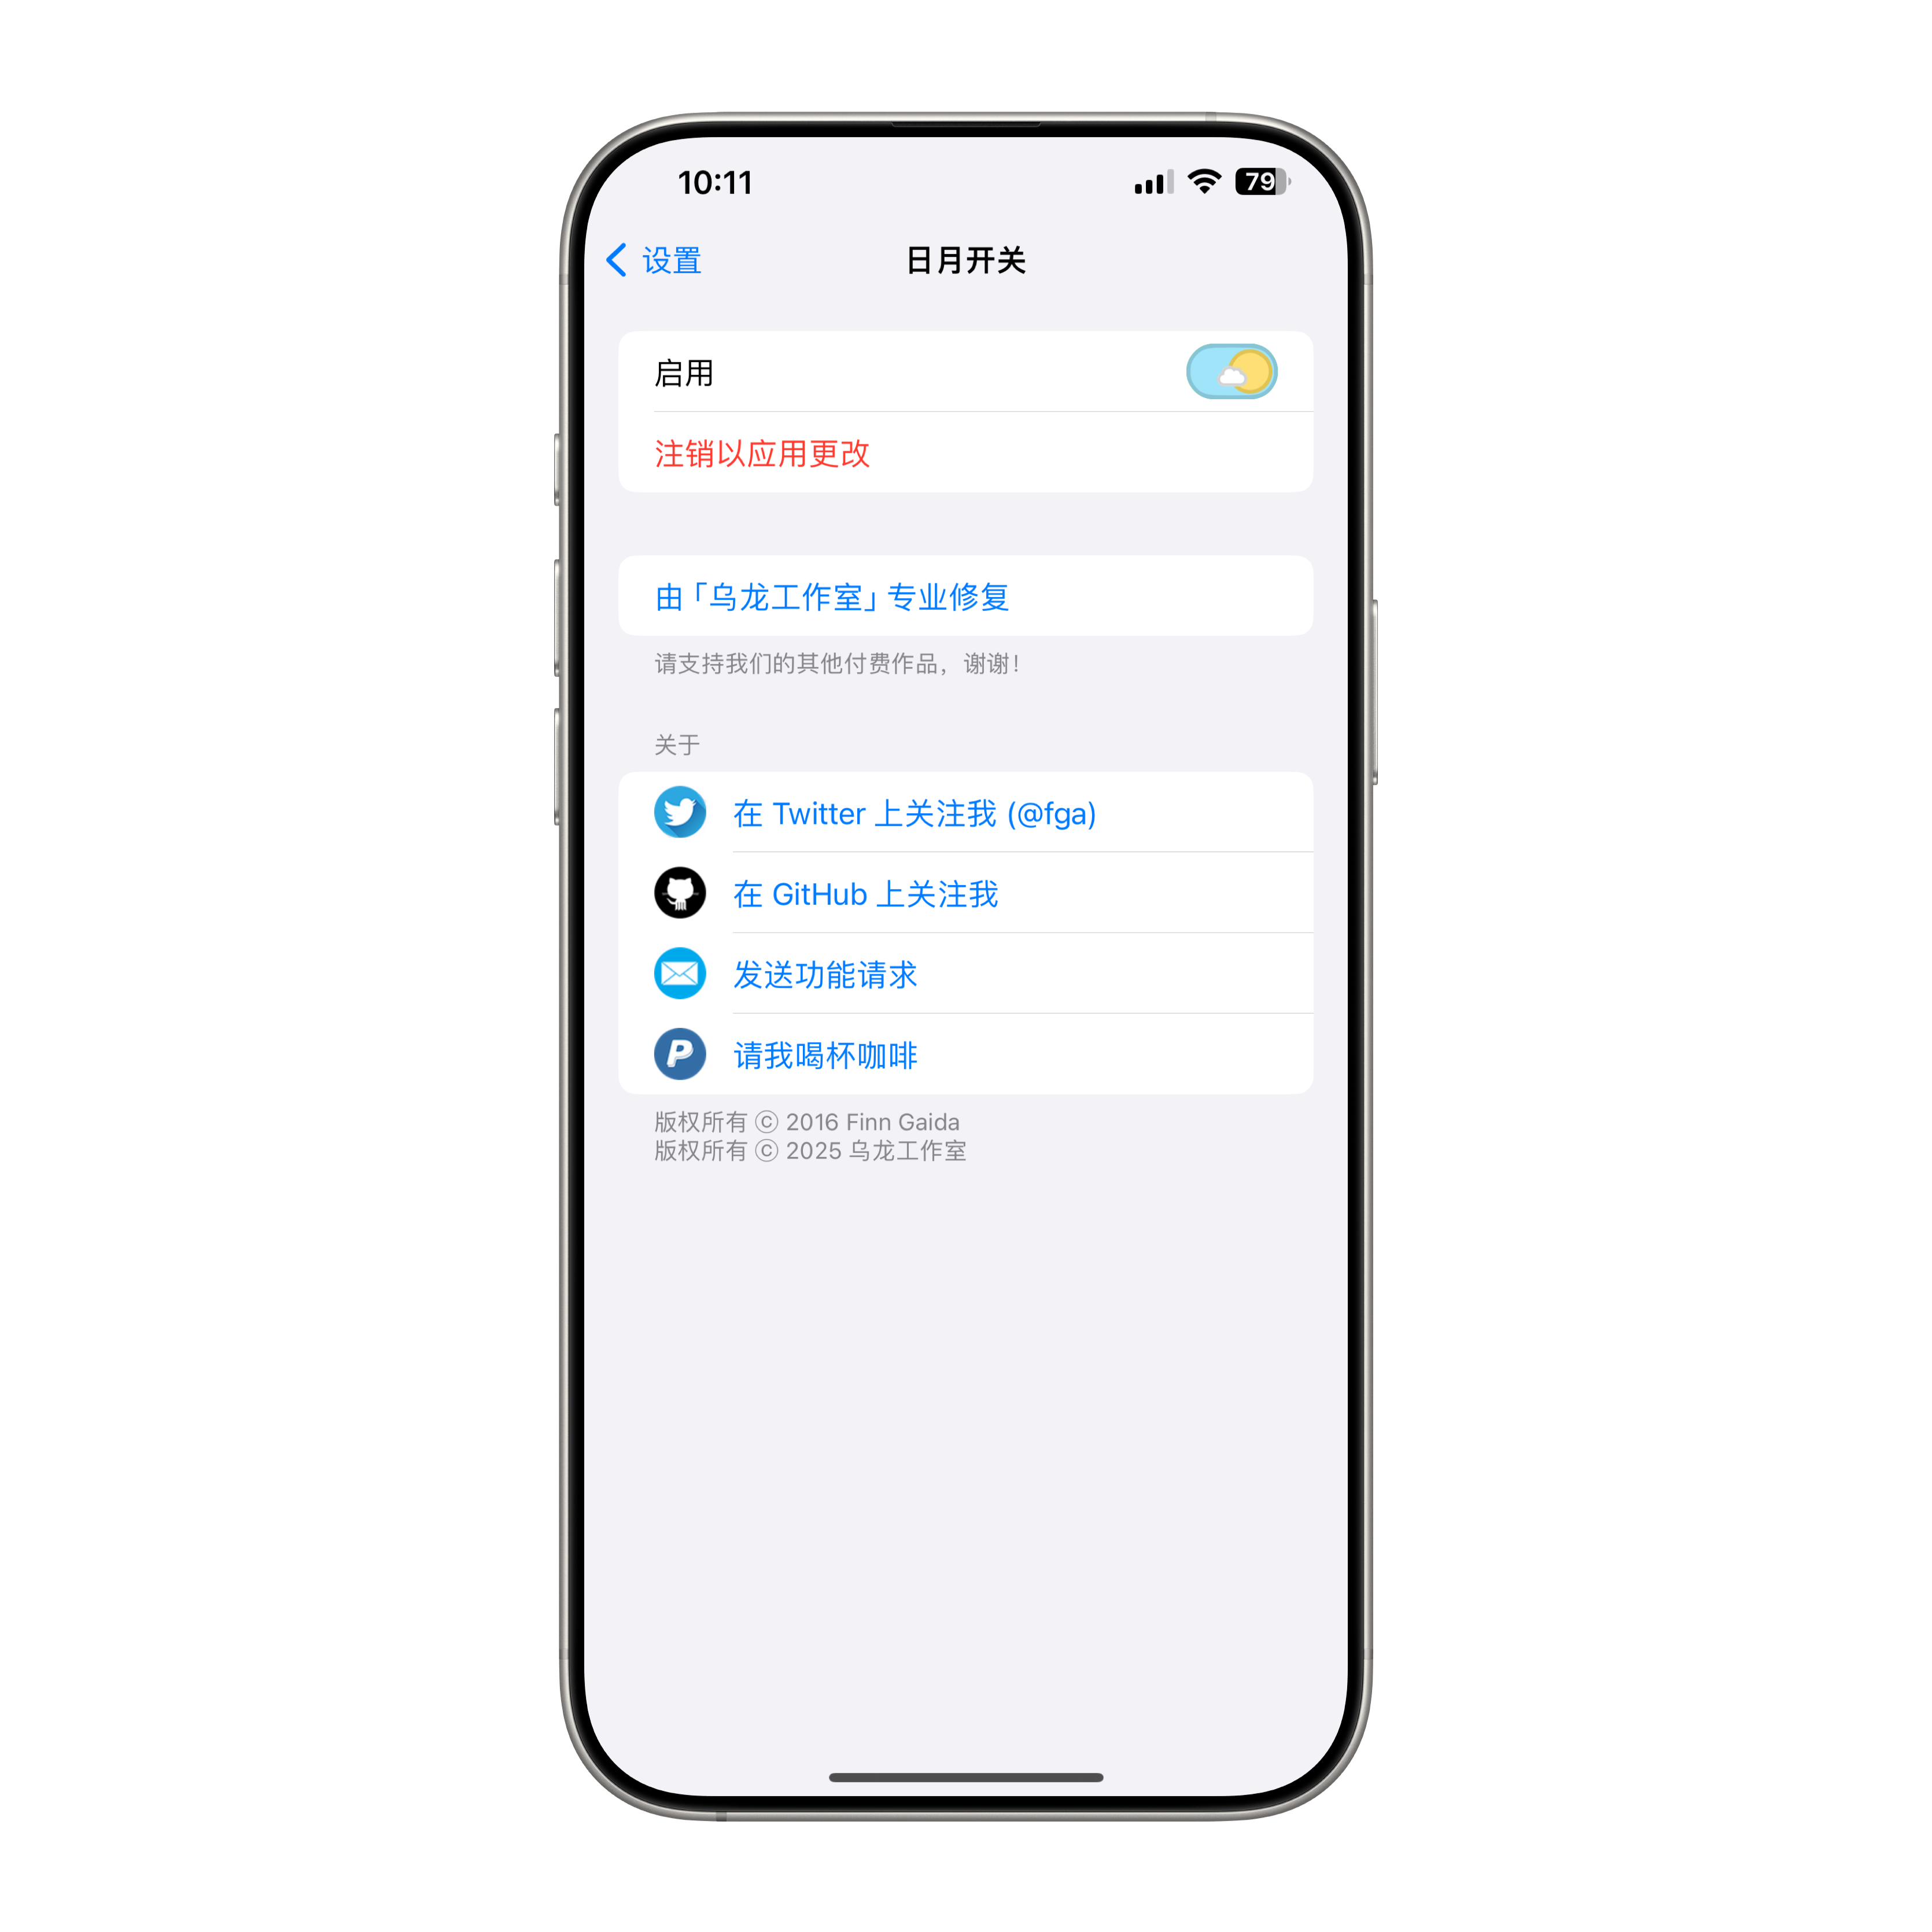 10:11
79
设置
日月开关
启用
注销以应用更改
由「乌龙工作室」专业修复
请支持我们的其他付费作品，谢谢！
关于
在 Twitter 上关注我 (@fga)
在 GitHub 上关注我
发送功能请求
请我喝杯咖啡
版权所有 ⓒ 2016 Finn Gaida
版权所有 ⓒ 2025 乌龙工作室